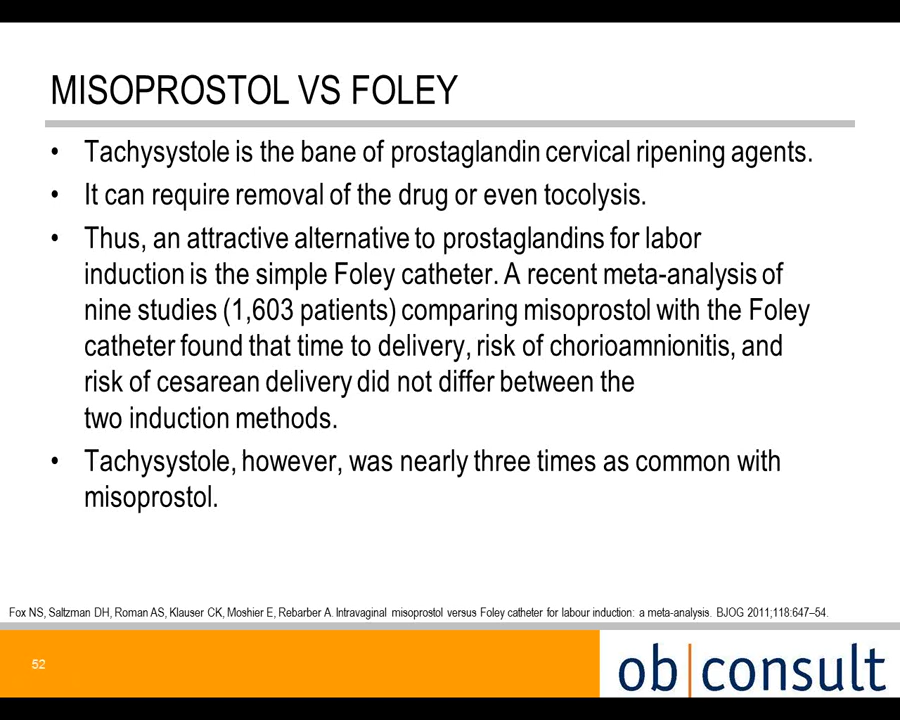 MISOPROSTOL VS FOLEY
• Tachysystole is the bane of prostaglandin cervical ripening agents.
• It can require removal of the drug or even tocolysis.
• Thus, an attractive alternative to prostaglandins for labor
induction is the simple Foley catheter. A recent meta-analysis of
nine studies (1,603 patients) comparing misoprostol with the Foley
catheter found that time to delivery, risk of chorioamnionitis, and
risk of cesarean delivery did not differ between the
two induction methods.
• Tachysystole, however, was nearly three times as common with
misoprostol.
Fox NS, Saltzman DH, Roman AS, Klauser CK, Moshier E, Rebarber A. Intravaginal misoprostol versus Foley catheter for labour induction: a meta-analysis. BJOG 2011;118:647–54.
52
ob|consult